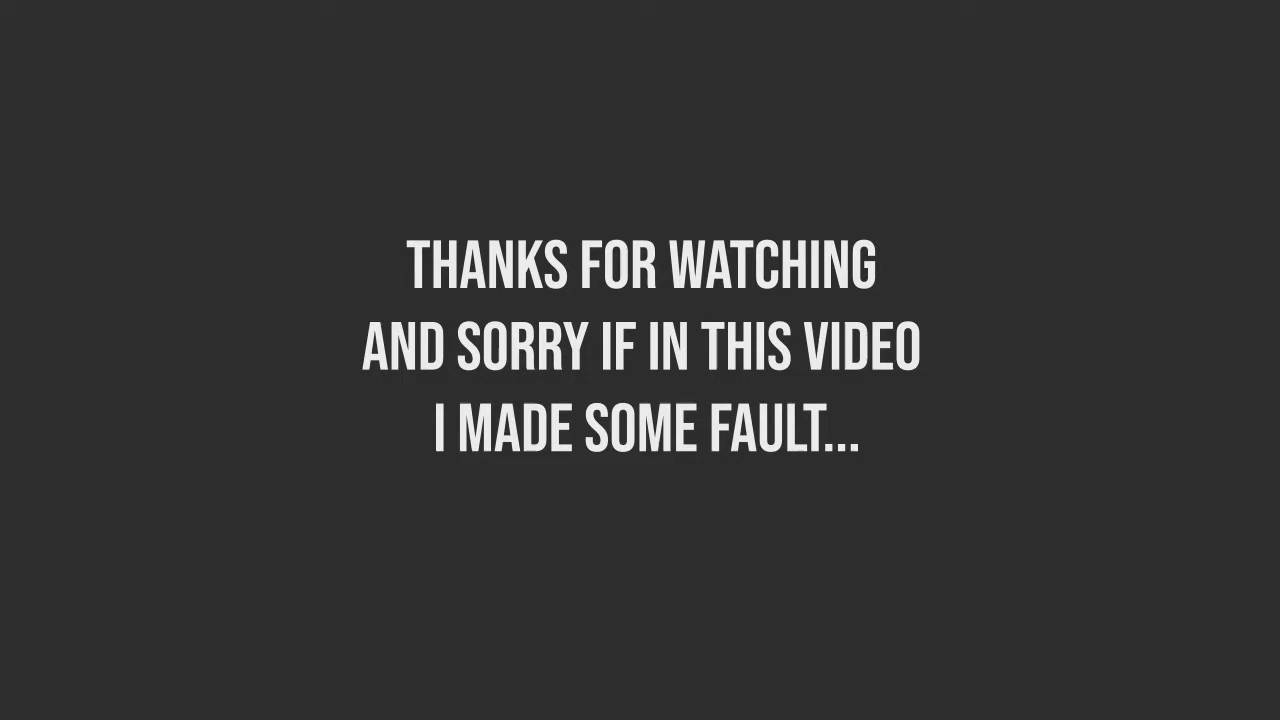 THANKS FOR WATCHING
AND SORRY IF IN THIS VIDEO
I MADE SOME FAULT...